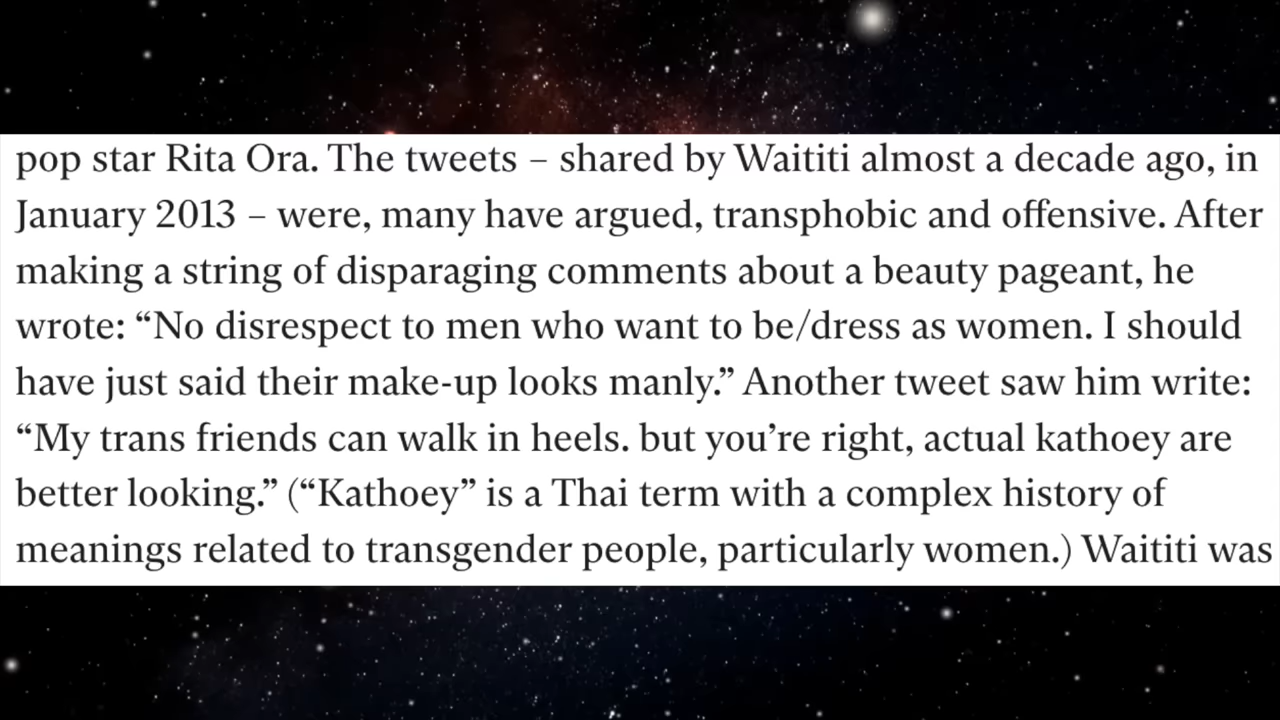 pop star Rita Ora. The tweets – shared by Waititi almost a decade ago, in
January 2013 – were, many have argued, transphobic and offensive. After
making a string of disparaging comments about a beauty pageant, he
wrote: “No disrespect to men who want to be/dress as women. I should
have just said their make-up looks manly.” Another tweet saw him write:
“My trans friends can walk in heels. but you’re right, actual kathoey are
better looking.” (“Kathoey” is a Thai term with a complex history of
meanings related to transgender people, particularly women.) Waititi was